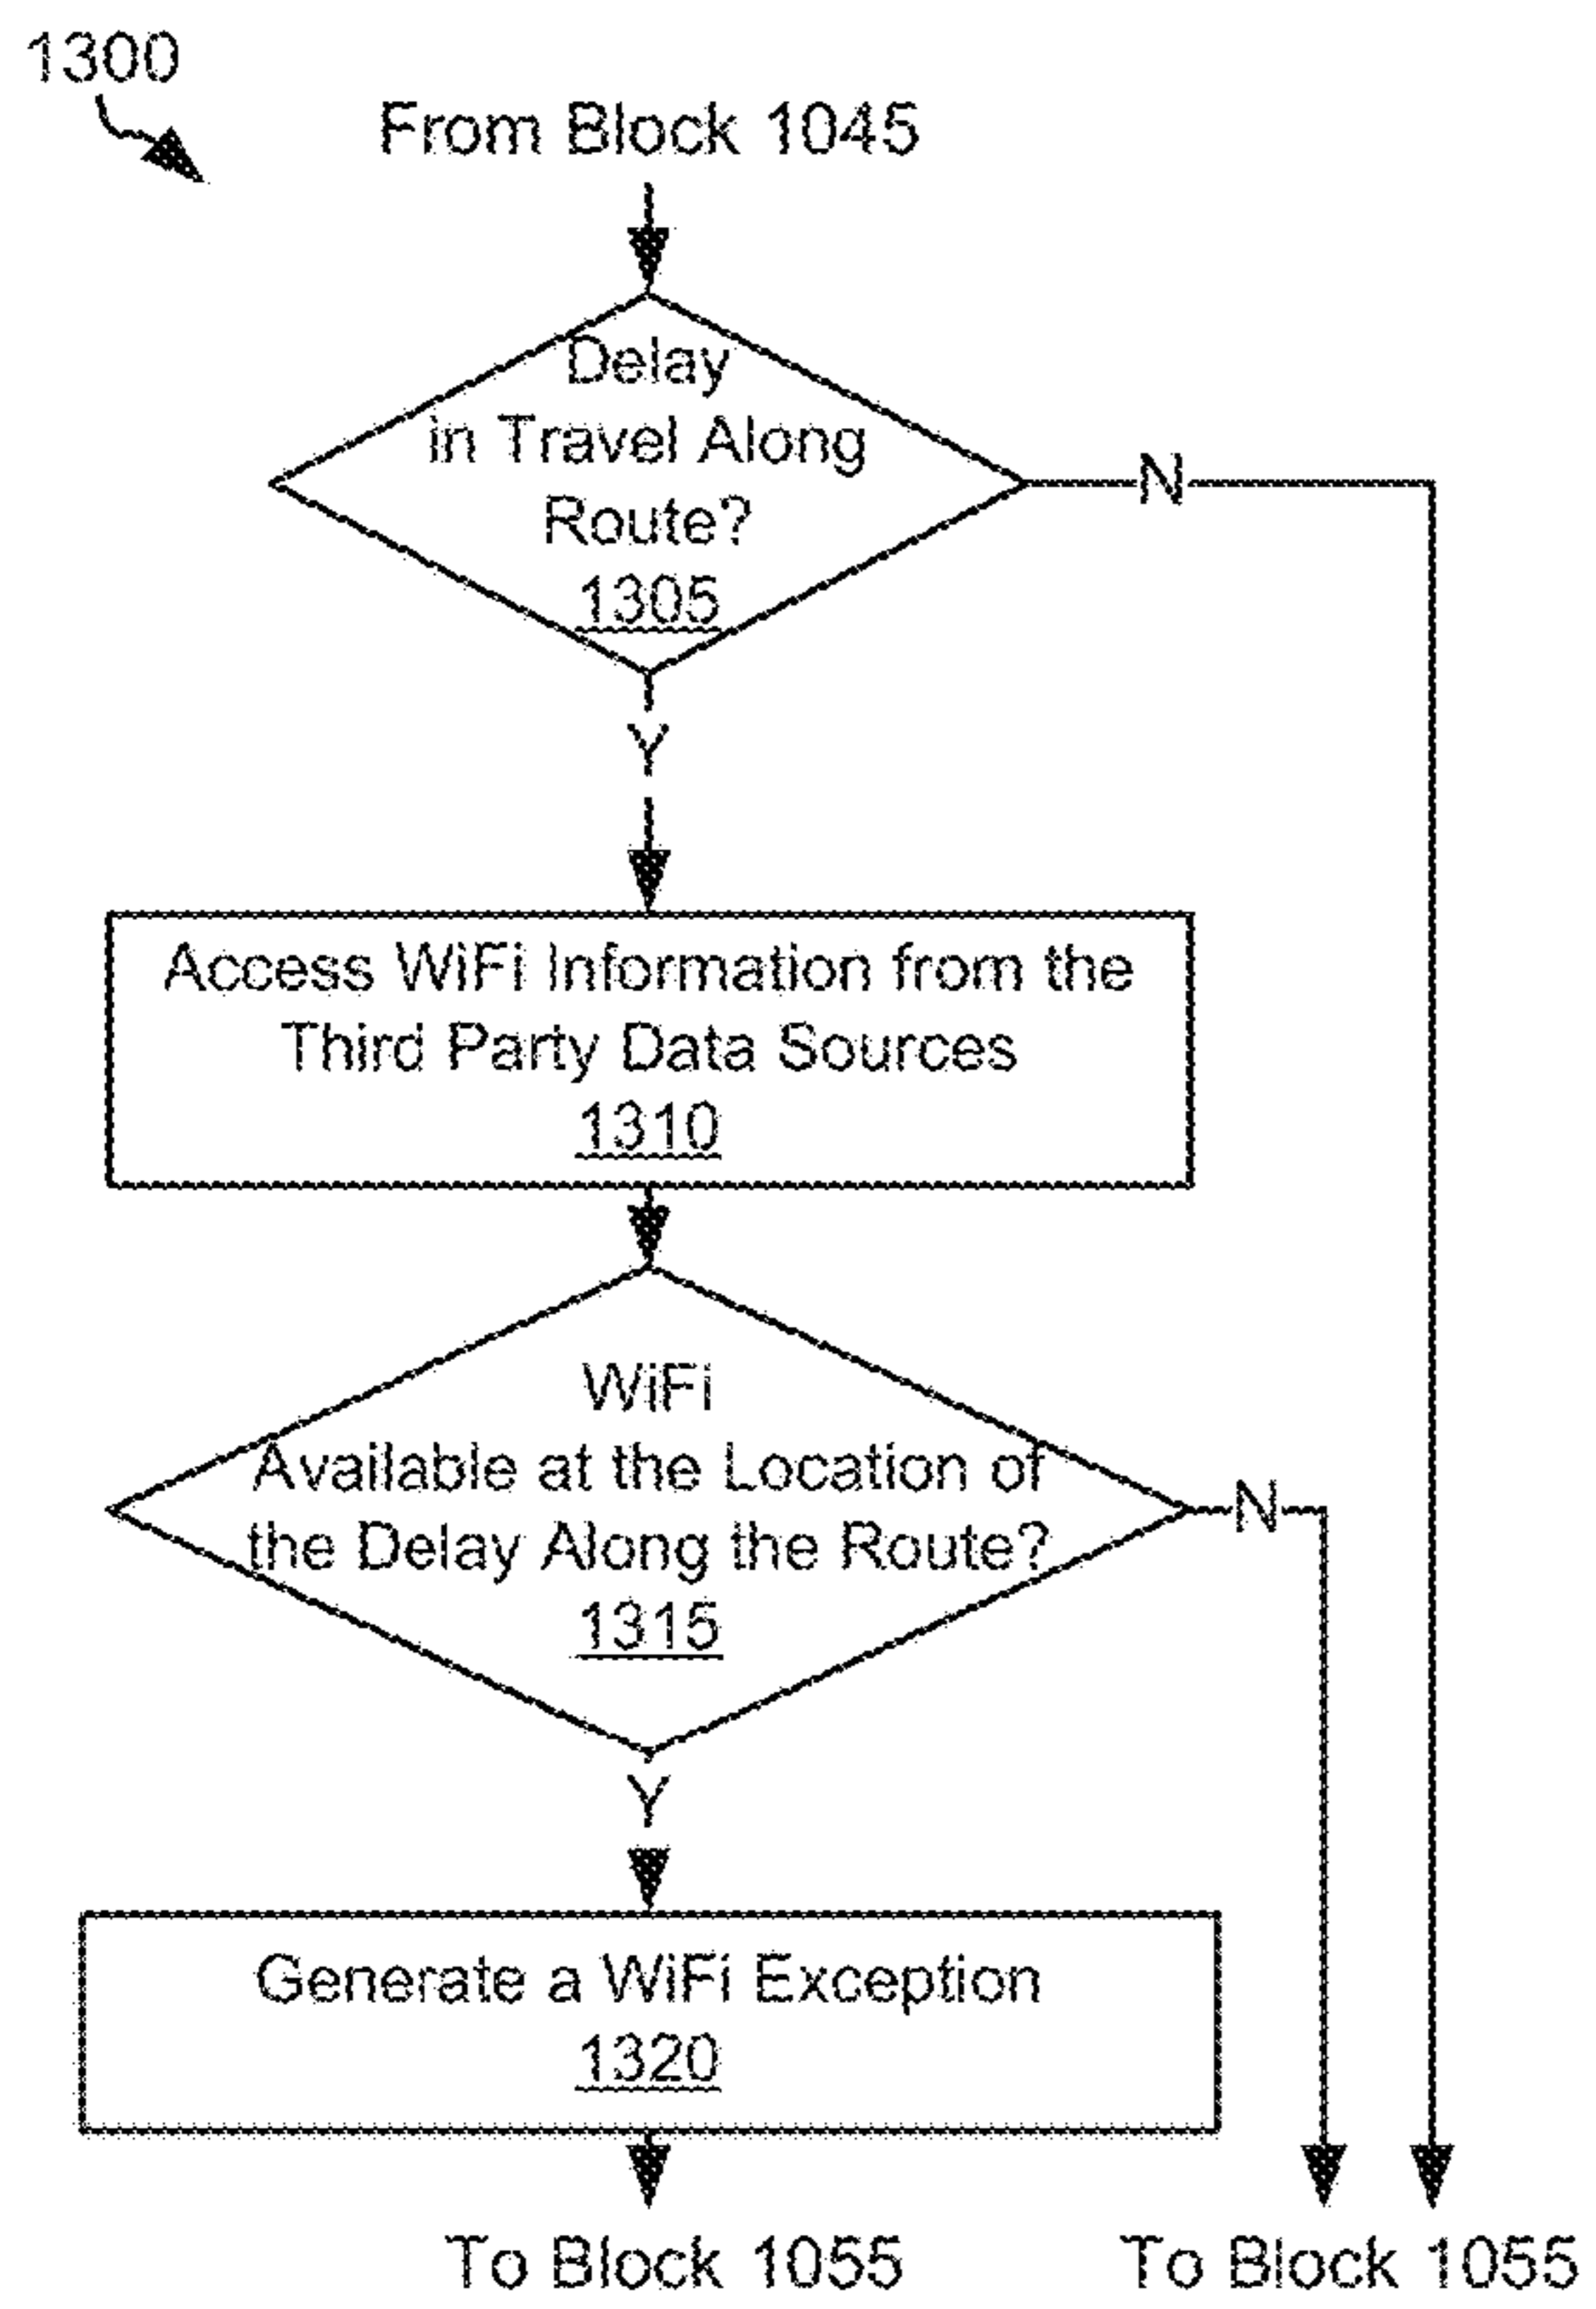 1300
From Block 1045
Delay
in Travel Along
Route?
1305
N
Y
Access WiFi Information from the
Third Party Data Sources
1310
WiFi
Available at the Location of
the Delay Along the Route?
1315
N
Y
Generate a WiFi Exception
1320
To Block 1055
To Block 1055